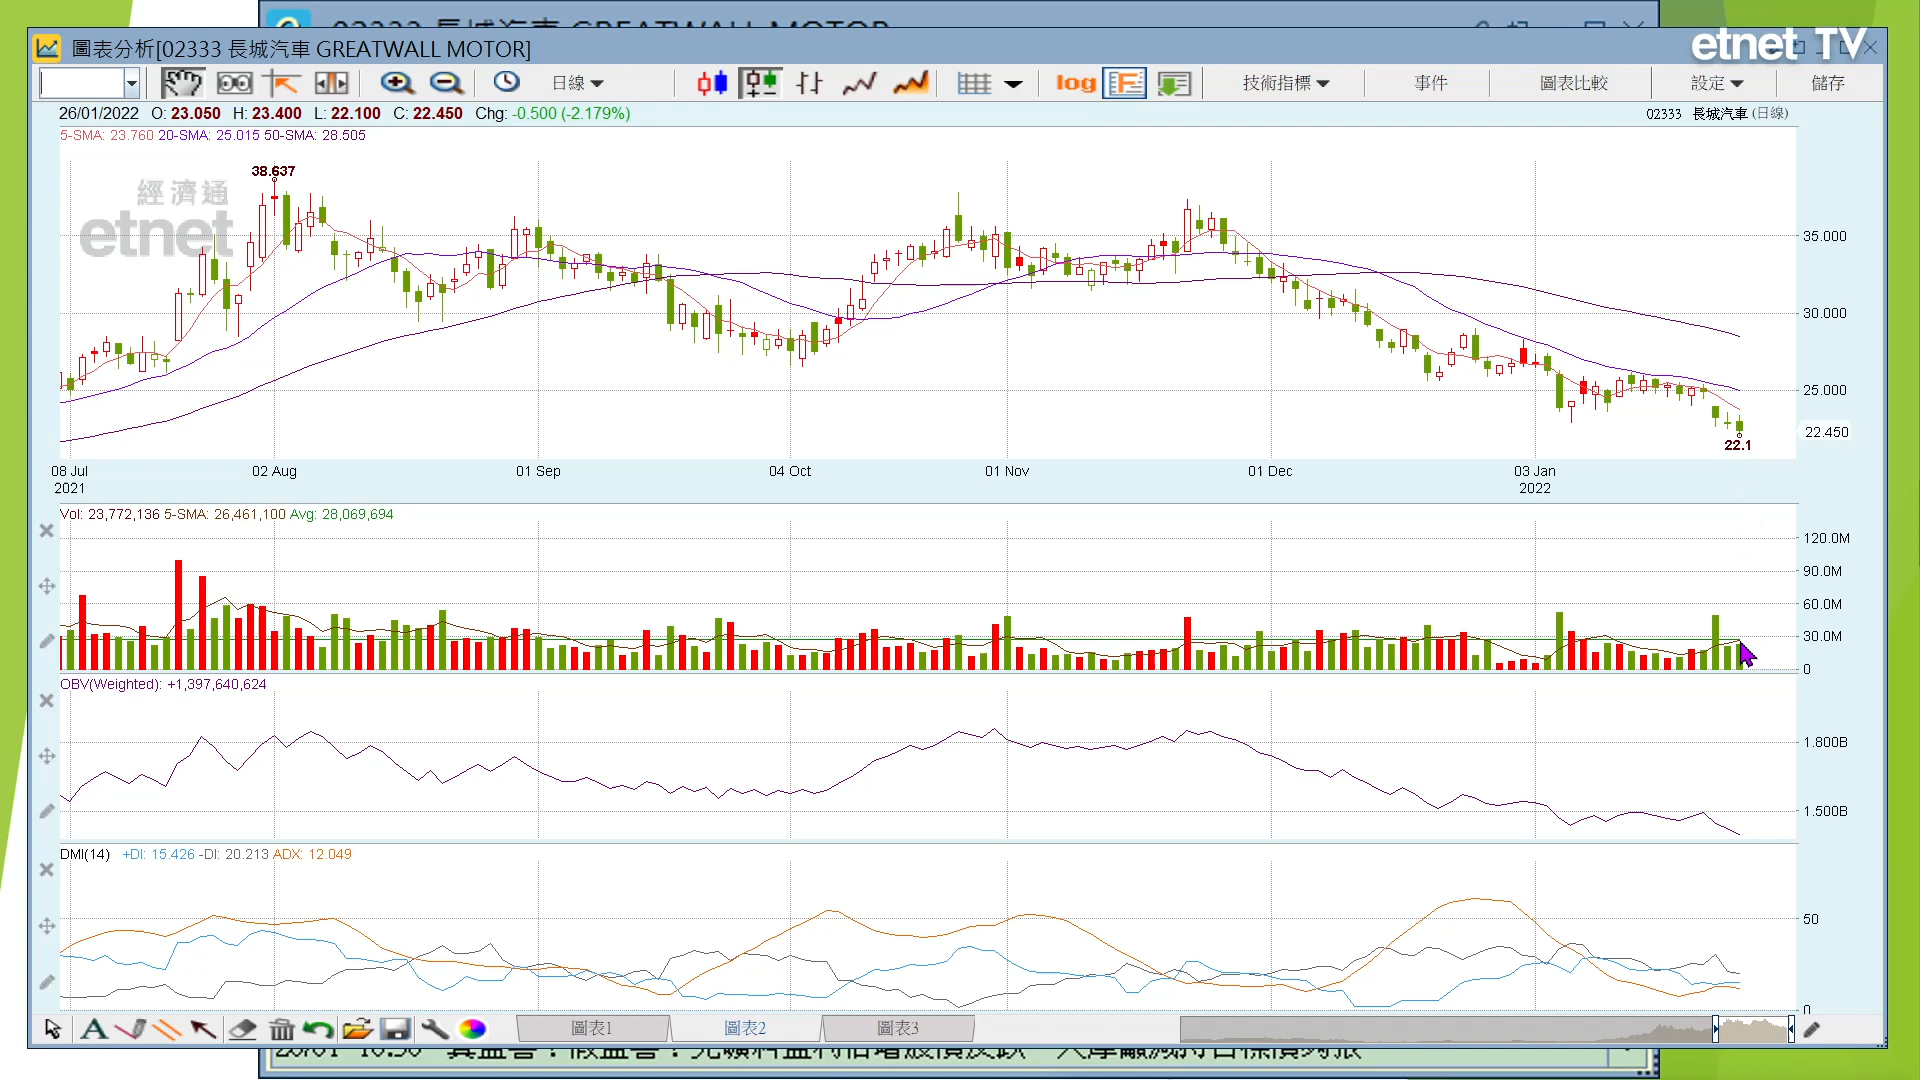 02333 長城汽車 GREATWALL MOTOR
圖表分析[02333 長城汽車 GREATWALL MOTOR]
etnet TV
日線
log
技術指標
事件
圖表比較
設定
儲存
26/01/2022 O: 23.050 H: 23.400 L: 22.100 C: 22.450 Chg: -0.500 (-2.179%)
02333 長城汽車 (日線)
5-SMA: 23.760 20-SMA: 25.015 50-SMA: 28.505
38.637
經濟通
etnet
35.000
30.000
25.000
22.450
22.1
08 Jul 02 Aug 01 Sep 04 Oct 01 Nov 01 Dec 03 Jan
2021 2022
Vol: 23,772,136 5-SMA: 26,461,100 Avg: 28,069,694
120.0M
90.0M
60.0M
30.0M
0
OBV(Weighted): +1,397,640,624
1.800B
1.500B
DMI(14) +DI: 15.426 -DI: 20.213 ADX: 12.049
50
0
圖表1 圖表2 圖表3